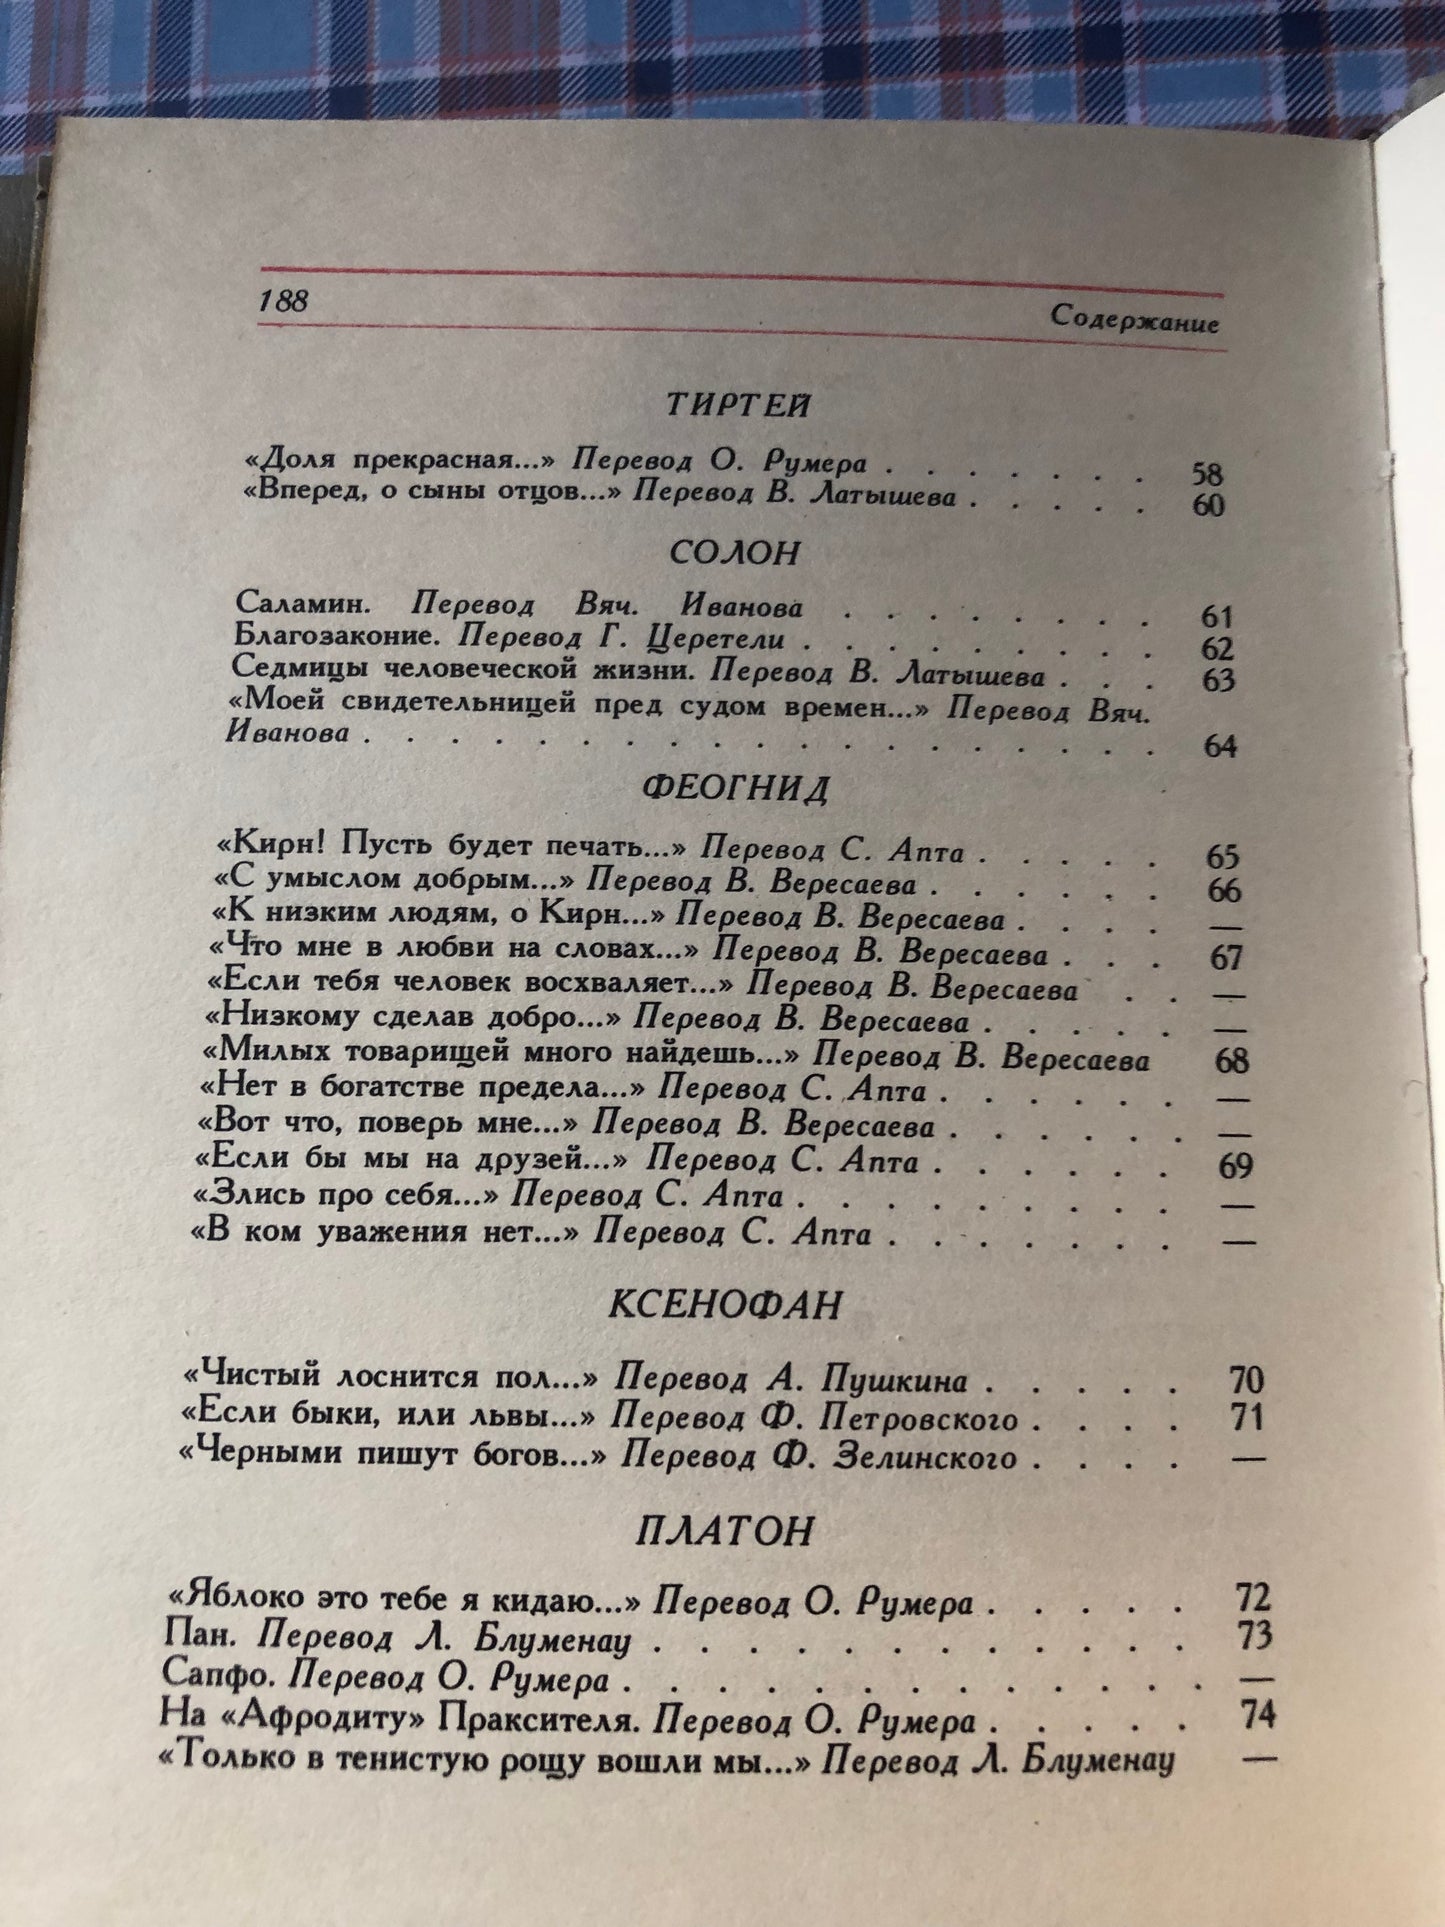 188 Содержание
ТИРТЕЙ
«Доля прекрасная...» Перевод О. Румера . . . . . . . 58
«Вперед, о сыны отцов...» Перевод В. Латышева . . . . . 60
СОЛОН
Саламин. Перевод Вяч. Иванова . . . . . . . . 61
Благозаконие. Перевод Г. Церетели . . . . . . . . . 62
Седмицы человеческой жизни. Перевод В. Латышева . . . 63
«Моей свидетельницей пред судом времен...» Перевод Вяч.
Иванова . . . . . . . . . . . . . . . . . . . 64
ФЕОГНИД
«Кирн! Пусть будет печать...» Перевод С. Апта . . . . . 65
«С умыслом добрым...» Перевод В. Вересаева . . . . . . 66
«К низким людям, о Кирн...» Перевод В. Вересаева . . . . —
«Что мне в любви на словах...» Перевод В. Вересаева . . . 67
«Если тебя человек восхваляет...» Перевод В. Вересаева . . —
«Низкому сделав добро...» Перевод В. Вересаева . . . . . —
«Милых товарищей много найдешь...» Перевод В. Вересаева 68
«Нет в богатстве предела...» Перевод С. Апта . . . . . . —
«Вот что, поверь мне...» Перевод В. Вересаева . . . . . . —
«Если бы мы на друзей...» Перевод С. Апта . . . . . . 69
«Злись про себя...» Перевод С. Апта . . . . . . . . . —
«В ком уважения нет...» Перевод С. Апта . . . . . . . —
КСЕНОФАН
«Чистый лоснится пол...» Перевод А. Пушкина . . . . . 70
«Если быки, или львы...» Перевод Ф. Петровского . . . . 71
«Черными пишут богов...» Перевод Ф. Зелинского . . . . —
ПЛАТОН
«Яблоко это тебе я кидаю...» Перевод О. Румера . . . . . 72
Пан. Перевод Л. Блуменау . . . . . . . . . . . . 73
Сапфо. Перевод О. Румера . . . . . . . . . . . . . —
На «Афродиту» Праксителя. Перевод О. Румера . . . . . 74
«Только в тенистую рощу вошли мы...» Перевод Л. Блуменау —